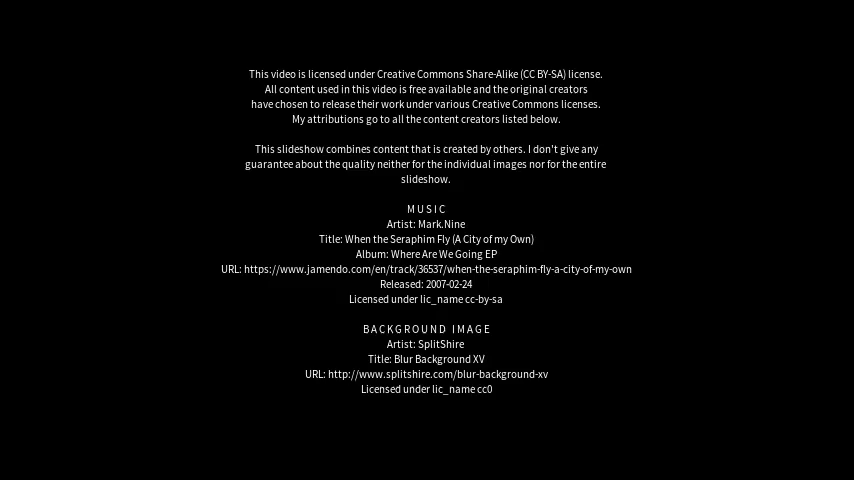 This video is licensed under Creative Commons Share-Alike (CC BY-SA) license.
All content used in this video is free available and the original creators
have chosen to release their work under various Creative Commons licenses.
My attributions go to all the content creators listed below.
This slideshow combines content that is created by others. I don't give any
guarantee about the quality neither for the individual images nor for the entire
slideshow.
MUSIC
Artist: Mark.Nine
Title: When the Seraphim Fly (A City of my Own)
Album: Where Are We Going EP
URL: https://www.jamendo.com/en/track/36537/when-the-seraphim-fly-a-city-of-my-own
Released: 2007-02-24
Licensed under lic_name cc-by-sa
BACKGROUND IMAGE
Artist: SplitShire
Title: Blur Background XV
URL: http://www.splitshire.com/blur-background-xv
Licensed under lic_name cc0